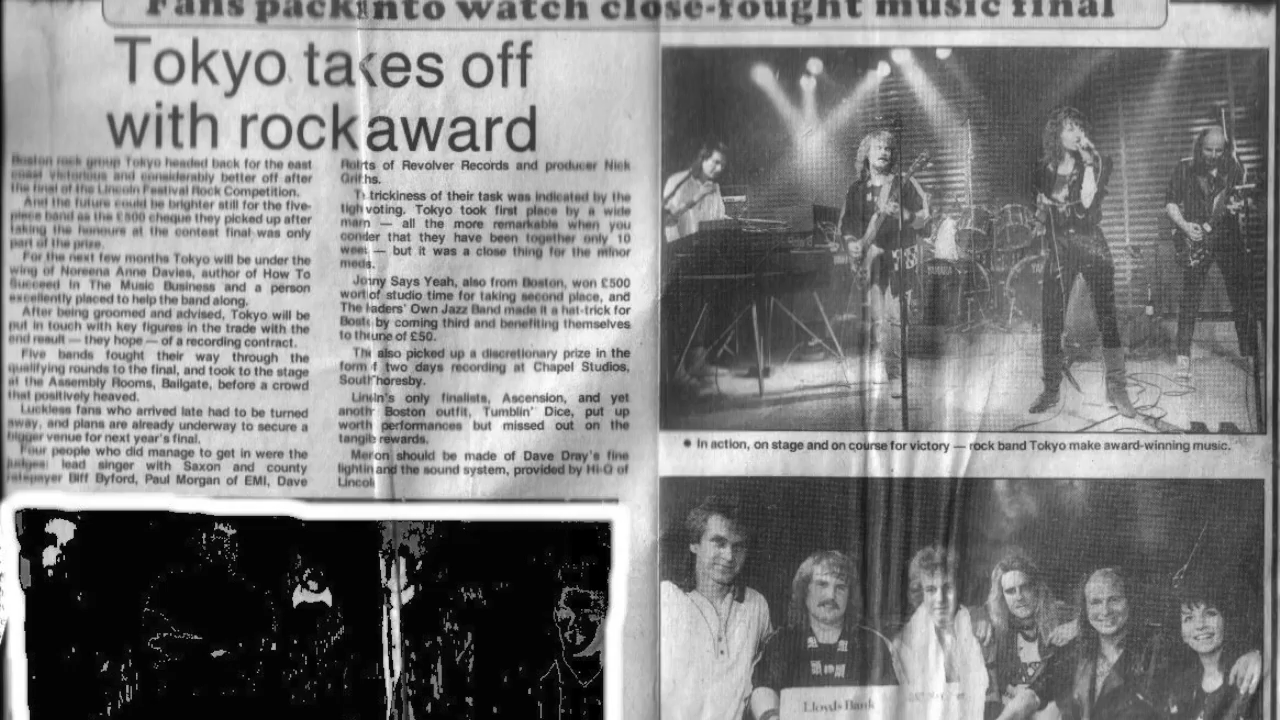 Fans pack into watch close-fought music final
Tokyo takes off
with rock award
Boston rock group Tokyo headed back for the east
coast victorious and considerably better off after
the final of the Lincoln Festival Rock Competition.
And the future could be brighter still for the five-
piece band as the £500 cheque they picked up after
taking the honours at the contest final was only
part of the prize.
For the next few months Tokyo will be under the
wing of Noreena Anne Davies, author of How To
Succeed In The Music Business and a person
excellently placed to help the band along.
After being groomed and advised, Tokyo will be
put in touch with key figures in the trade with the
end result — they hope — of a recording contract.
Five bands fought their way through the
qualifying rounds to the final, and took to the stage
at the Assembly Rooms, Bailgate, before a crowd
that positively heaved.
Luckless fans who arrived late had to be turned
away, and plans are already underway to secure a
bigger venue for next year's final.
Four people who did manage to get in were the
judges: lead singer with Saxon and county
ratepayer Biff Byford, Paul Morgan of EMI, Dave
of Revolver Records and producer Nick
trickiness of their task was indicated by the
voting. Tokyo took first place by a wide
— all the more remarkable when you
that they have been together only 10
— but it was a close thing for the minor
Says Yeah, also from Boston, won £500
of studio time for taking second place, and
The Own Jazz Band made it a hat-trick for
by coming third and benefiting themselves
to of £50.
also picked up a discretionary prize in the
form two days recording at Chapel Studios,
only finalists, Ascension, and yet
Boston outfit, Tumblin' Dice, put up
worth performances but missed out on the
rewards.
should be made of Dave Dray's fine
and the sound system, provided by Hi-Q of
• In action, on stage and on course for victory — rock band Tokyo make award-winning music.
YAMAHA
Lloyds Bank